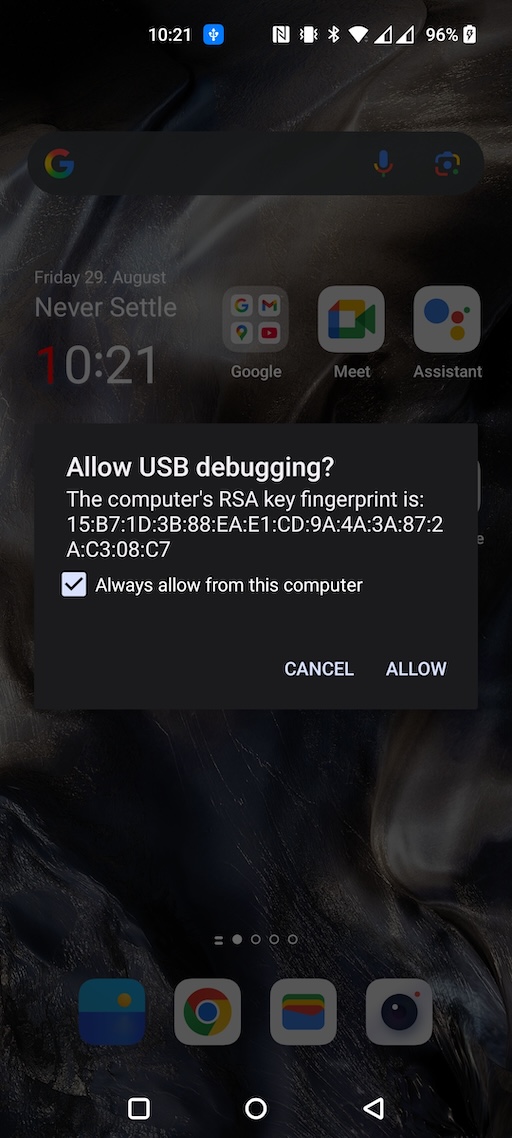 10:21 96%
Friday 29. August
Never Settle
10:21
Google Meet Assistant
e
Allow USB debugging?
The computer's RSA key fingerprint is:
15:B7:1D:3B:88:EA:E1:CD:9A:4A:3A:87:2
A:C3:08:C7
Always allow from this computer
CANCEL ALLOW